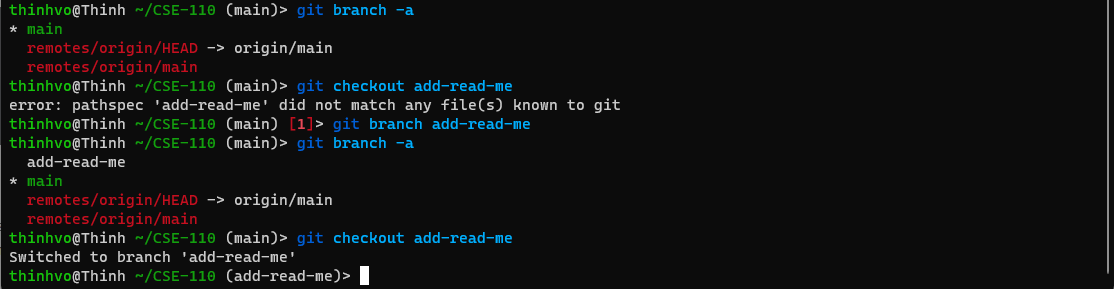 thinhvo@Thinh ~/CSE-110 (main)> git branch -a
* main
  remotes/origin/HEAD -> origin/main
  remotes/origin/main
thinhvo@Thinh ~/CSE-110 (main)> git checkout add-read-me
error: pathspec 'add-read-me' did not match any file(s) known to git
thinhvo@Thinh ~/CSE-110 (main) [1]> git branch add-read-me
thinhvo@Thinh ~/CSE-110 (main)> git branch -a
  add-read-me
* main
  remotes/origin/HEAD -> origin/main
  remotes/origin/main
thinhvo@Thinh ~/CSE-110 (main)> git checkout add-read-me
Switched to branch 'add-read-me'
thinhvo@Thinh ~/CSE-110 (add-read-me)>